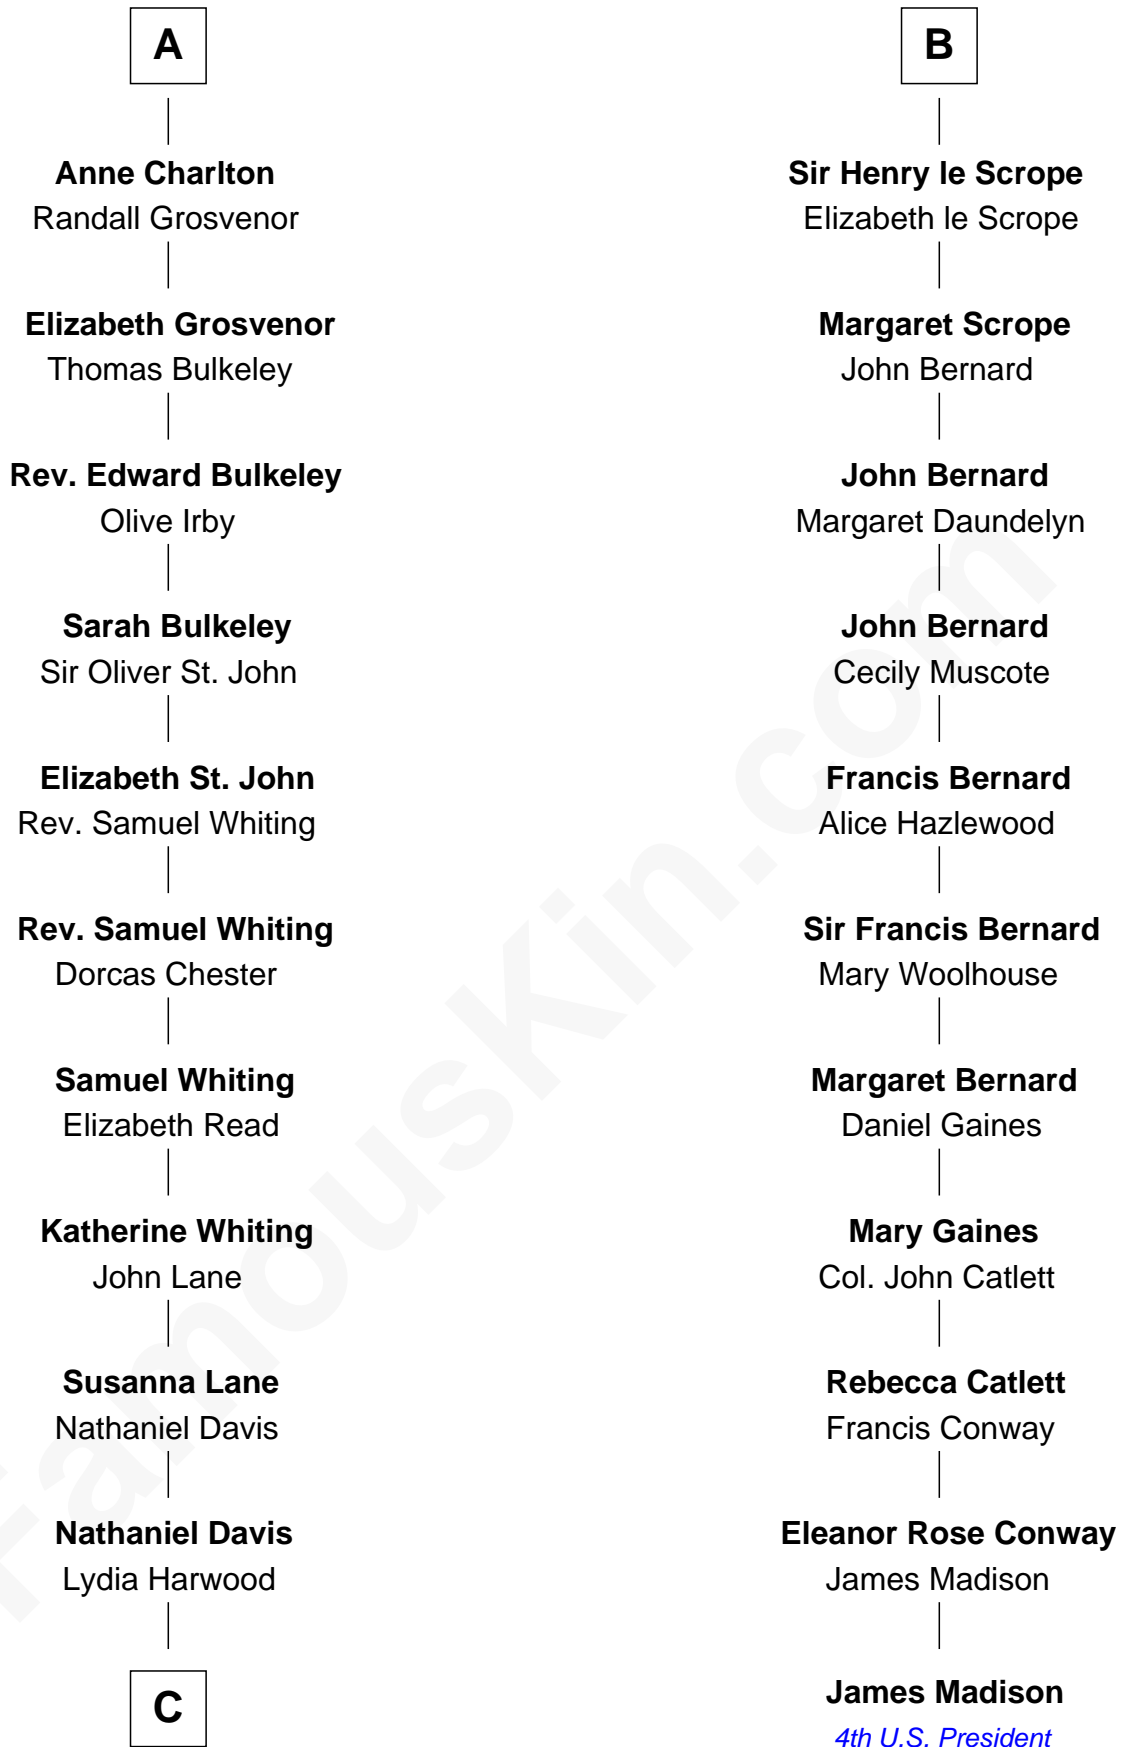 A
Anne Charlton
Randall Grosvenor
Elizabeth Grosvenor
Thomas Bulkeley
Rev. Edward Bulkeley
Olive Irby
Sarah Bulkeley
Sir Oliver St. John
Elizabeth St. John
Rev. Samuel Whiting
Rev. Samuel Whiting
Dorcas Chester
Samuel Whiting
Elizabeth Read
Katherine Whiting
John Lane
Susanna Lane
Nathaniel Davis
Nathaniel Davis
Lydia Harwood
C
B
Sir Henry le Scrope
Elizabeth le Scrope
Margaret Scrope
John Bernard
John Bernard
Margaret Daundelyn
John Bernard
Cecily Muscote
Francis Bernard
Alice Hazlewood
Sir Francis Bernard
Mary Woolhouse
Margaret Bernard
Daniel Gaines
Mary Gaines
Col. John Catlett
Rebecca Catlett
Francis Conway
Eleanor Rose Conway
James Madison
James Madison
4th U.S. President
FamousKin.com